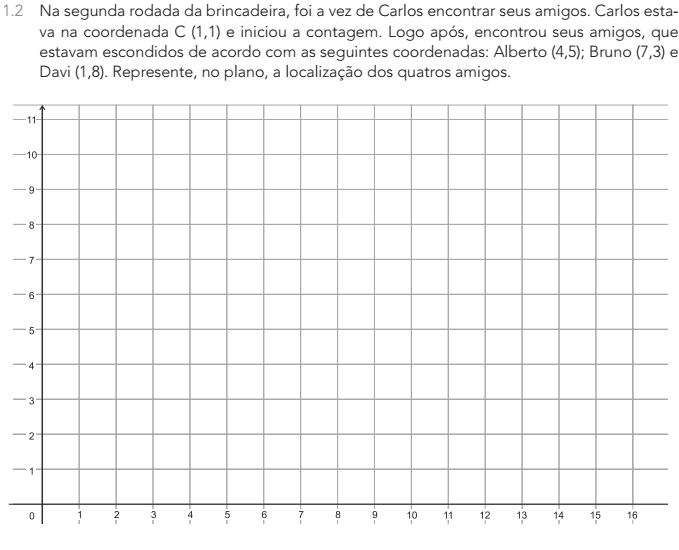 1.2 Na segunda rodada da brincadeira, foi a vez de Carlos encontrar seus amigos. Carlos esta-
va na coordenada C (1,1) e iniciou a contagem. Logo após, encontrou seus amigos, que
estavam escondidos de acordo com as seguintes coordenadas: Alberto (4,5); Bruno (7,3) e
Davi (1,8). Represente, no plano, a localização dos quatros amigos.
11
10
9
8
7
6
5
4
3
2
1
0 1 2 3 4 5 6 7 8 9 10 11 12 13 14 15 16